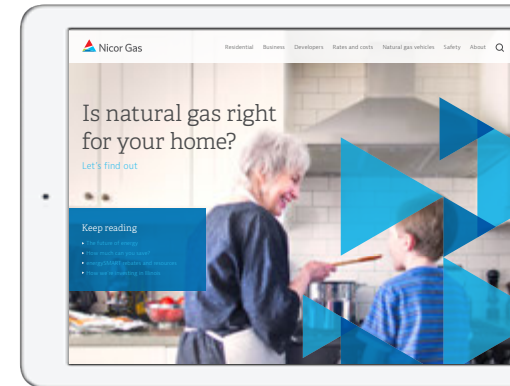 Nicor Gas
Residential Business Developers Rates and costs Natural gas vehicles Safety About
Is natural gas right
for your home?
Let's find out
Keep reading
The future of energy
How much can you save?
energySMART rebates and resources
How we're investing in Illinois